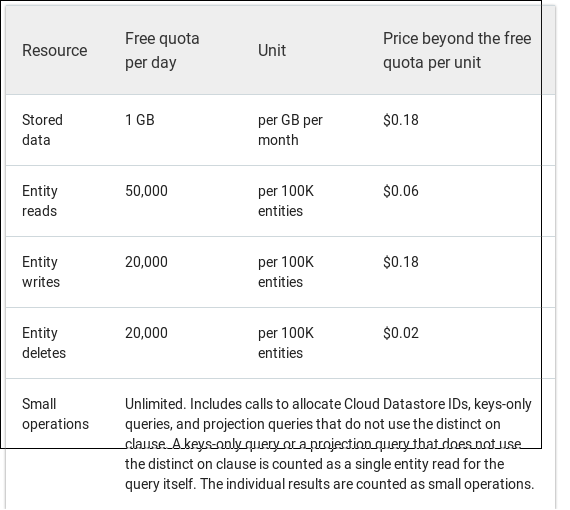 Resource
Free quota
per day
Unit
Price beyond the free
quota per unit
Stored
data
1 GB
per GB per
month
$0.18
Entity
reads
50,000
per 100K
entities
$0.06
Entity
writes
20,000
per 100K
entities
$0.18
Entity
deletes
20,000
per 100K
entities
$0.02
Small
operations
Unlimited. Includes calls to allocate Cloud Datastore IDs, keys-only
queries, and projection queries that do not use the distinct on
clause. A keys-only query or a projection query that does not use
the distinct on clause is counted as a single entity read for the
query itself. The individual results are counted as small operations.